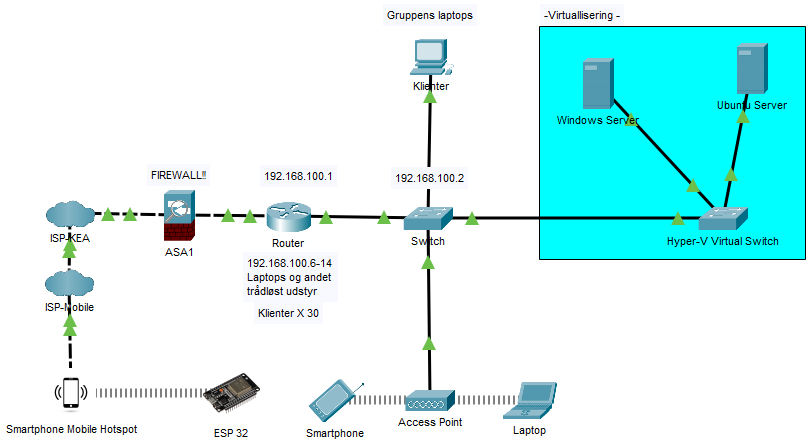 Gruppens laptops
-Virtuallisering -
Klienter
Windows Server
Ubuntu Server
FIREWALL!!
192.168.100.1
192.168.100.2
ISP-KEA
ASA1
Router
Switch
Hyper-V Virtual Switch
192.168.100.6-14
Laptops og andet
trådløst udstyr
Klienter X 30
ISP-Mobile
Smartphone Mobile Hotspot
ESP 32
Smartphone
Access Point
Laptop